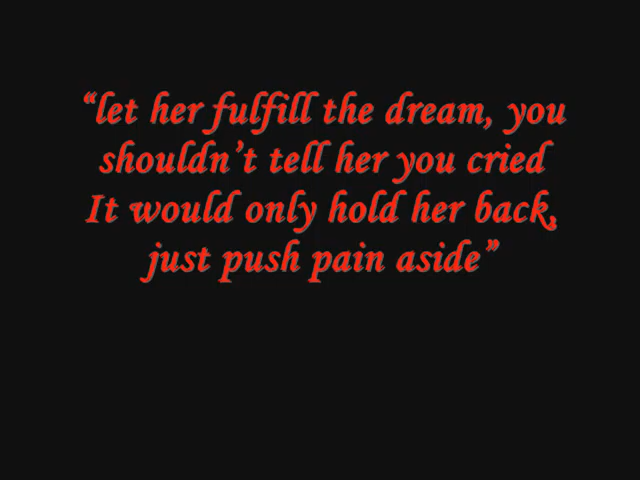 “let her fulfill the dream, you
shouldn’t tell her you cried
It would only hold her back,
just push pain aside”